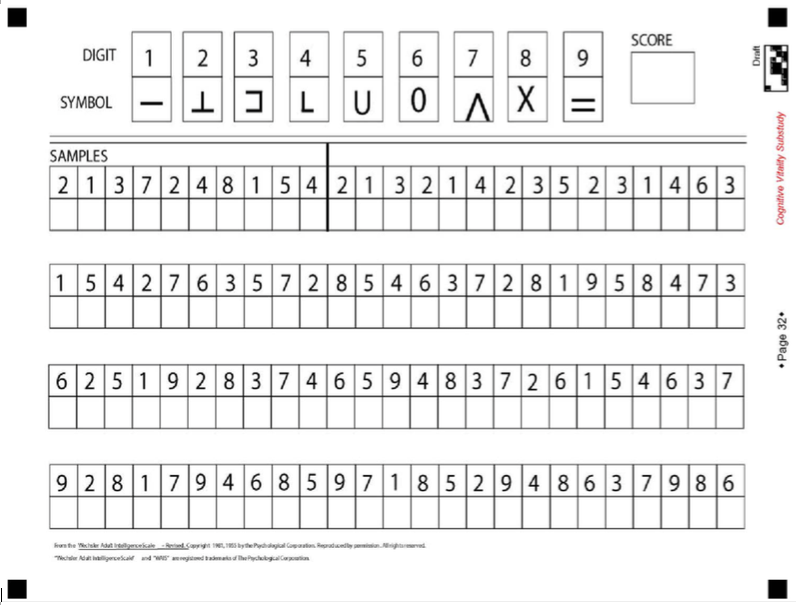 DIGIT 1 2 3 4 5 6 7 8 9 SCORE
SYMBOL — ⊥ ⊐ L U O Λ X =
SAMPLES
2 1 3 7 2 4 8 1 5 4 2 1 3 2 1 4 2 3 5 2 3 1 4 6 3
1 5 4 2 7 6 3 5 7 2 8 5 4 6 3 7 2 8 1 9 5 8 4 7 3
6 2 5 1 9 2 8 3 7 4 6 5 9 4 8 3 7 2 6 1 5 4 6 3 7
9 2 8 1 7 9 4 6 8 5 9 7 1 8 5 2 9 4 8 6 3 7 9 8 6
From the Wechsler Adult Intelligence Scale – Revised. Copyright 1981, 1955 by the Psychological Corporation. Reproduced by permission. All rights reserved.
"Wechsler Adult Intelligence Scale" and "WAIS" are registered trademarks of The Psychological Corporation.
Draft
Cognitive Vitality Substudy
•Page 32•